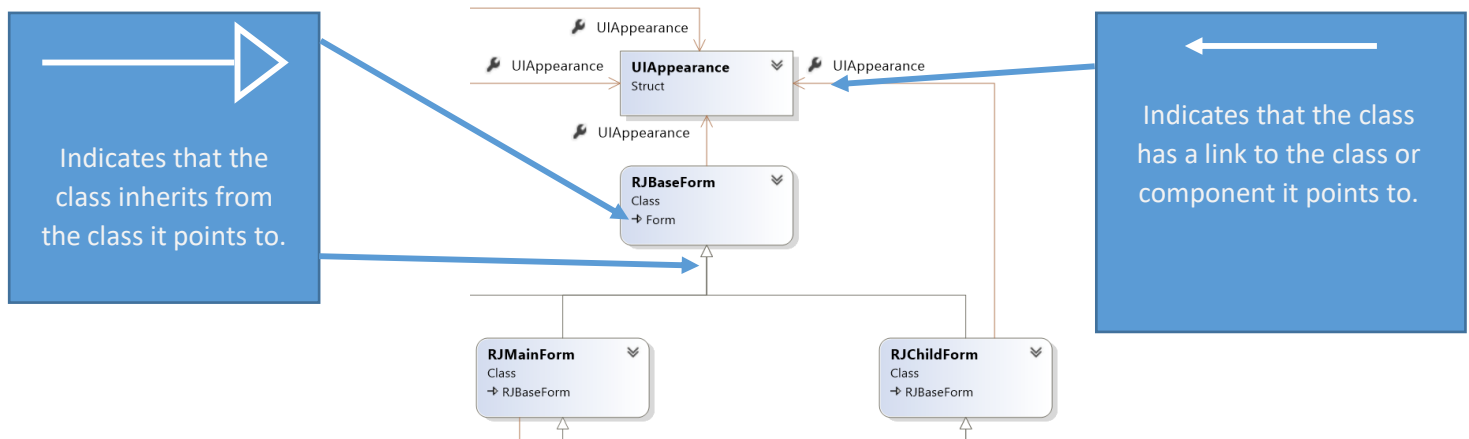 Indicates that the
class inherits from
the class it points to.
UIAppearance
UIAppearance
UIAppearance
Struct
UIAppearance
UIAppearance
RJBaseForm
Class
Form
RJMainForm
Class
RJBaseForm
RJChildForm
Class
RJBaseForm
Indicates that the class
has a link to the class or
component it points to.